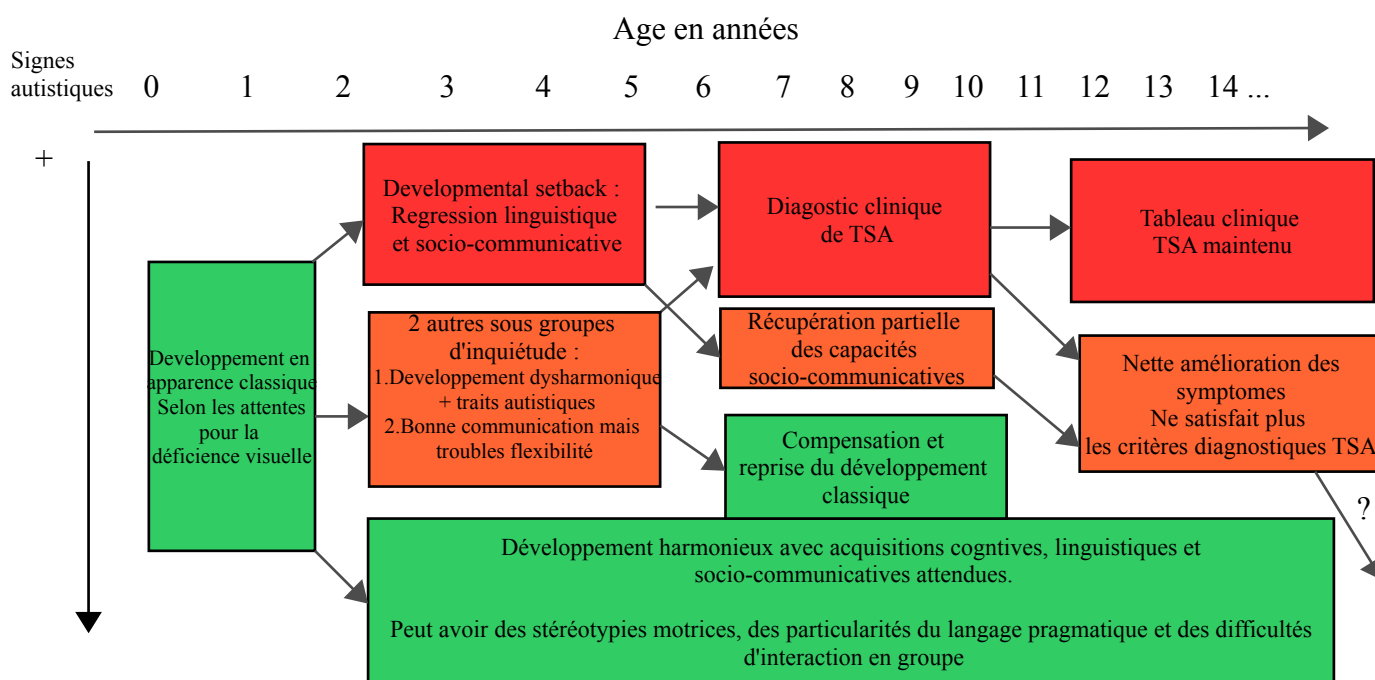 Age en années
Signes
autistiques
0 1 2 3 4 5 6 7 8 9 10 11 12 13 14 ...
+
Developmental setback :
Regression linguistique
et socio-communicative
Diagostic clinique
de TSA
Tableau clinique
TSA maintenu
Developpement en
apparence classique
Selon les attentes
pour la
déficience visuelle
2 autres sous groupes
d'inquiétude :
1.Developpement dysharmonique
+ traits autistiques
2.Bonne communication mais
troubles flexibilité
Récupération partielle
des capacités
socio-communicatives
Nette amélioration des
symptomes
Ne satisfait plus
les critères diagnostiques TSA
Compensation et
reprise du développement
classique
?
Développement harmonieux avec acquisitions cogntives, linguistiques et
socio-communicatives attendues.
Peut avoir des stéréotypies motrices, des particularités du langage pragmatique et des difficultés
d'interaction en groupe